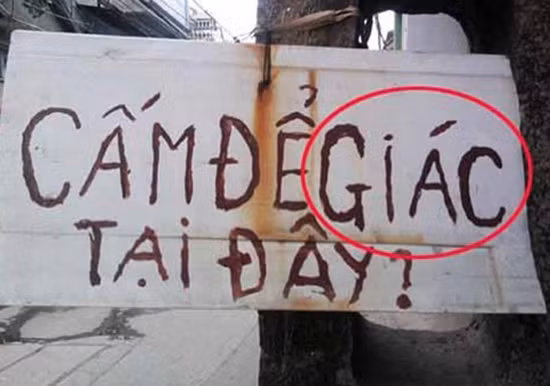 CẤM ĐỂ GIÁC
TẠI ĐÂY!